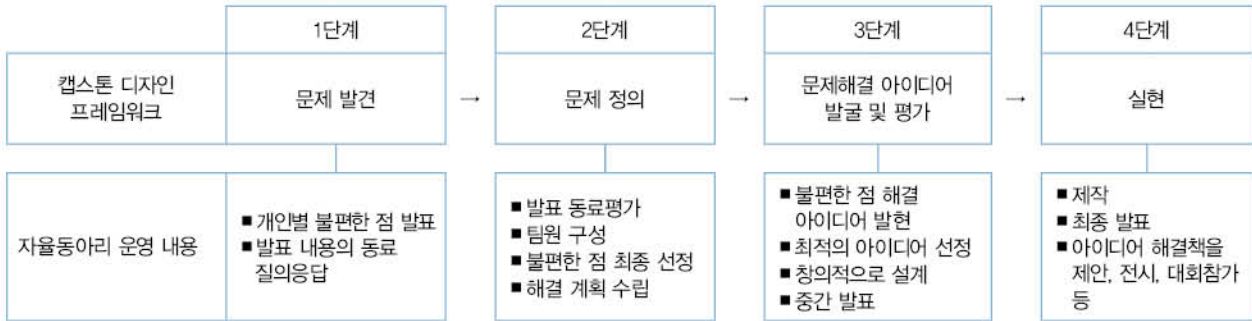 1단계
2단계
3단계
4단계
캡스톤 디자인
프레임워크
문제 발견
→
문제 정의
→
문제해결 아이디어
발굴 및 평가
→
실현
자율동아리 운영 내용
■ 개인별 불편한 점 발표
■ 발표 내용의 동료
질의응답
■ 발표 동료평가
■ 팀원 구성
■ 불편한 점 최종 선정
■ 해결 계획 수립
■ 불편한 점 해결
아이디어 발현
■ 최적의 아이디어 선정
■ 창의적으로 설계
■ 중간 발표
■ 제작
■ 최종 발표
■ 아이디어 해결책을
제안, 전시, 대회참가
등